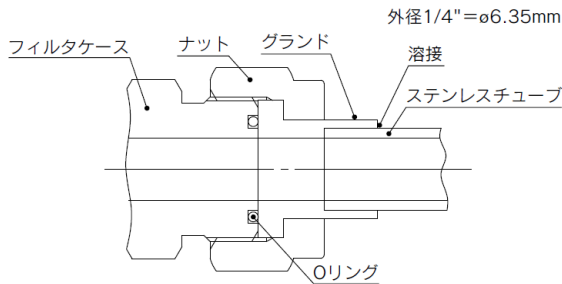 外径1/4"=ø6.35mm
フィルタケース
ナット
グランド
溶接
ステンレスチューブ
Oリング